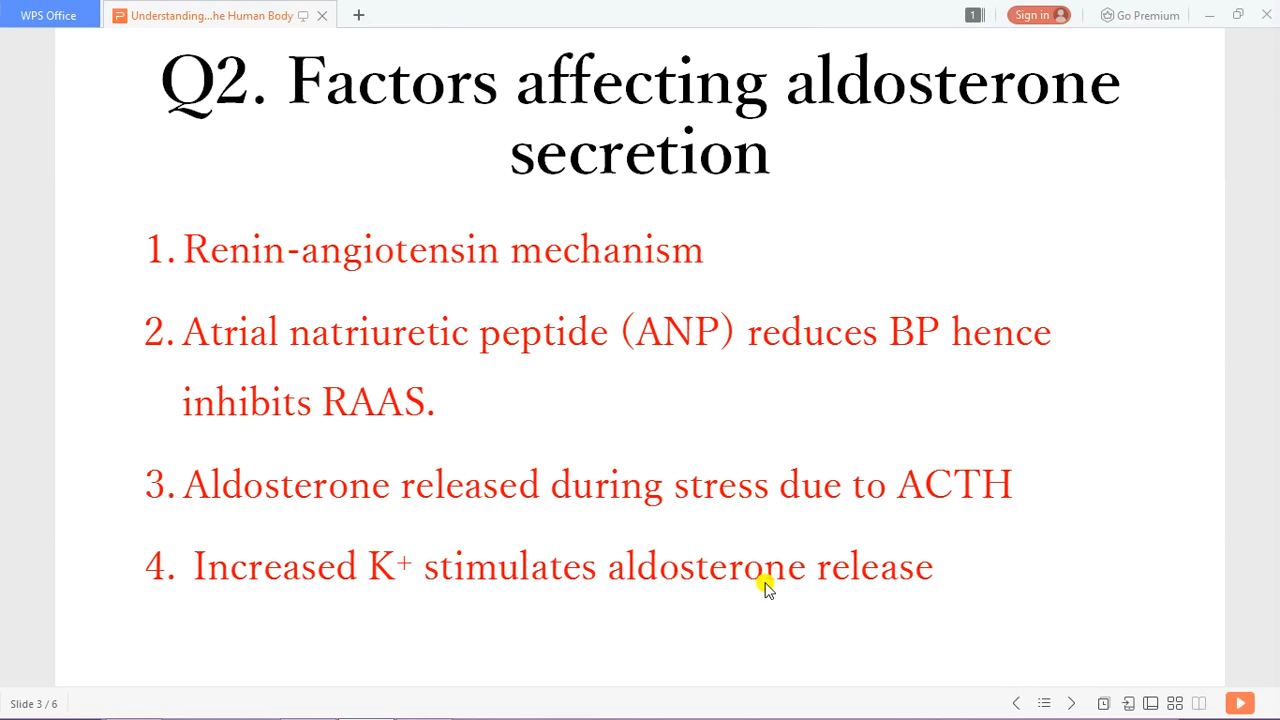 WPS Office
Understanding...he Human Body
1
Sign in
Go Premium
Q2. Factors affecting aldosterone
secretion
1. Renin-angiotensin mechanism
2. Atrial natriuretic peptide (ANP) reduces BP hence
inhibits RAAS.
3. Aldosterone released during stress due to ACTH
4. Increased K⁺ stimulates aldosterone release
Slide 3 / 6